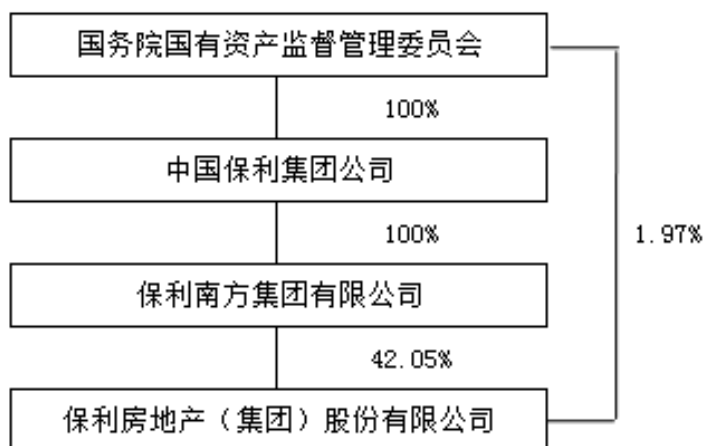 国务院国有资产监督管理委员会
100%
中国保利集团公司
100%
1.97%
保利南方集团有限公司
42.05%
保利房地产（集团）股份有限公司